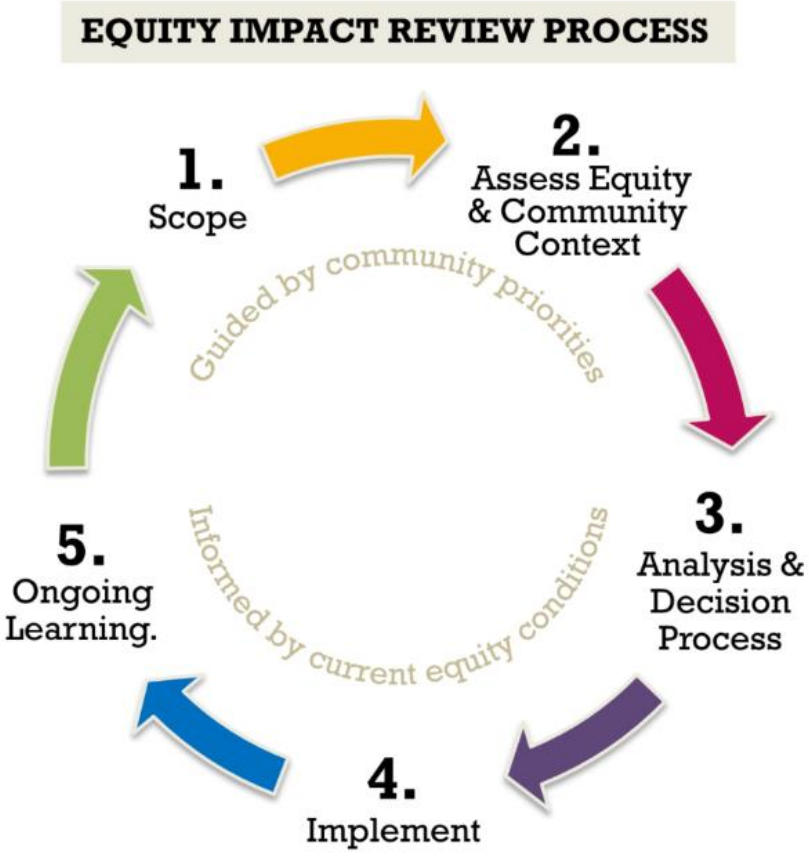 EQUITY IMPACT REVIEW PROCESS
1.
Scope
2.
Assess Equity
& Community
Context
Guided by community priorities
3.
Analysis &
Decision
Process
4.
Implement
5.
Ongoing
Learning.
Informed by current equity conditions